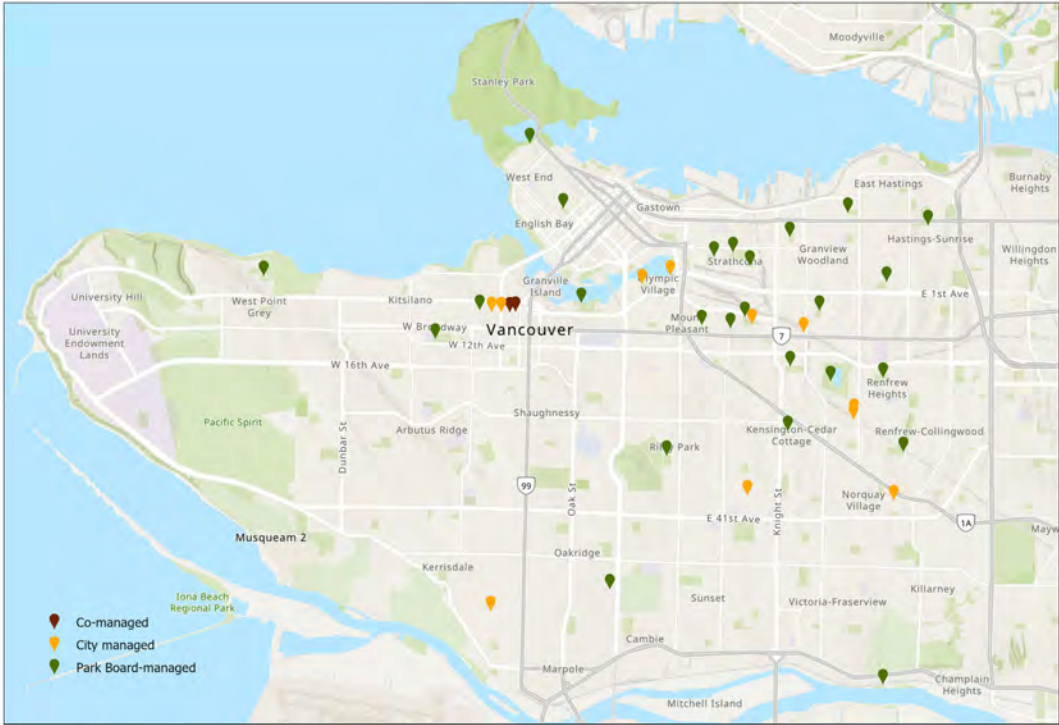 Moodyville
Stanley Park
West End
Gastown
East Hastings
Burnaby
Heights
English Bay
Hastings-Sunrise
Strathcona
Granview
Woodland
Willingdon
Heights
Granville
Island
Olympic
Village
University Hill
West Point
Grey
Kitsilano
E 1st Ave
University
Endowment
Lands
W Broadway
Vancouver
Mount
Pleasant
7
W 12th Ave
W 16th Ave
Renfrew
Heights
Shaughnessy
Pacific Spirit
Arbutus Ridge
Kensington-Cedar
Cottage
Renfrew-Collingwood
Dunbar St
Riley Park
99
Oak St
Knight St
Norquay
Village
E 41st Ave
1A
Musqueam 2
Kerrisdale
Oakridge
Killarney
Iona Beach
Regional Park
Sunset
Victoria-Fraserview
Co-managed
City managed
Park Board-managed
Cambie
Marpole
Champlain
Heights
Mitchell Island